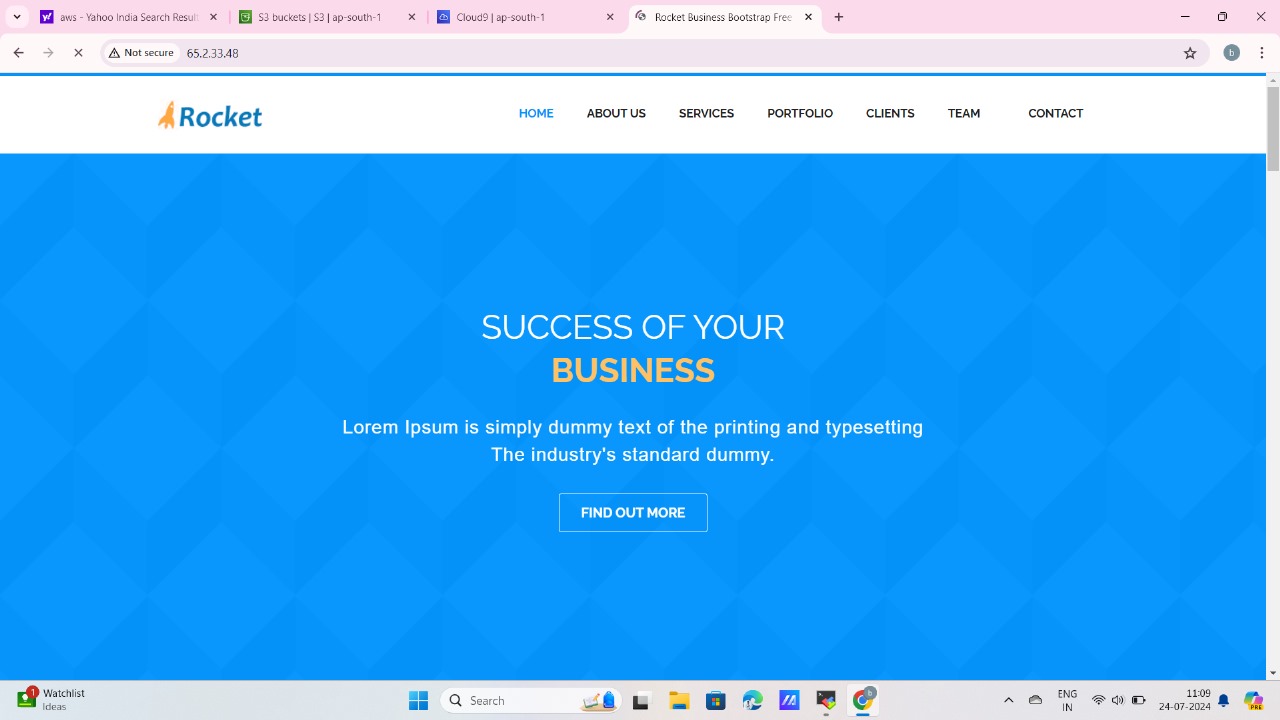 aws - Yahoo India Search Resul
S3 buckets | S3 | ap-south-1
CloudShell | ap-south-1
Rocket Business Bootstrap Free
Not secure
65.2.33.48
b
Rocket
HOME
ABOUT US
SERVICES
PORTFOLIO
CLIENTS
TEAM
CONTACT
SUCCESS OF YOUR
BUSINESS
Lorem Ipsum is simply dummy text of the printing and typesetting
The industry's standard dummy.
FIND OUT MORE
1
Watchlist
Ideas
Search
b
ENG
IN
11:09
24-07-2024
PRE